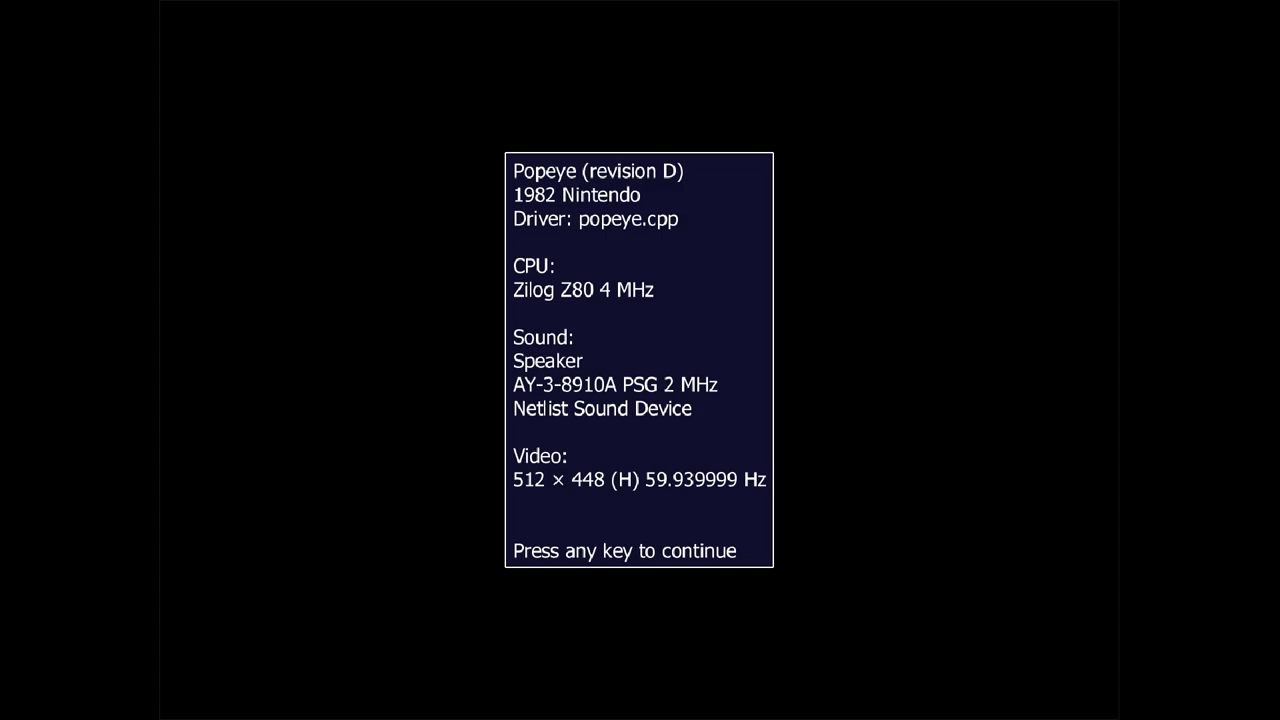 Popeye (revision D)
1982 Nintendo
Driver: popeye.cpp
CPU:
Zilog Z80 4 MHz
Sound:
Speaker
AY-3-8910A PSG 2 MHz
Netlist Sound Device
Video:
512 × 448 (H) 59.939999 Hz
Press any key to continue